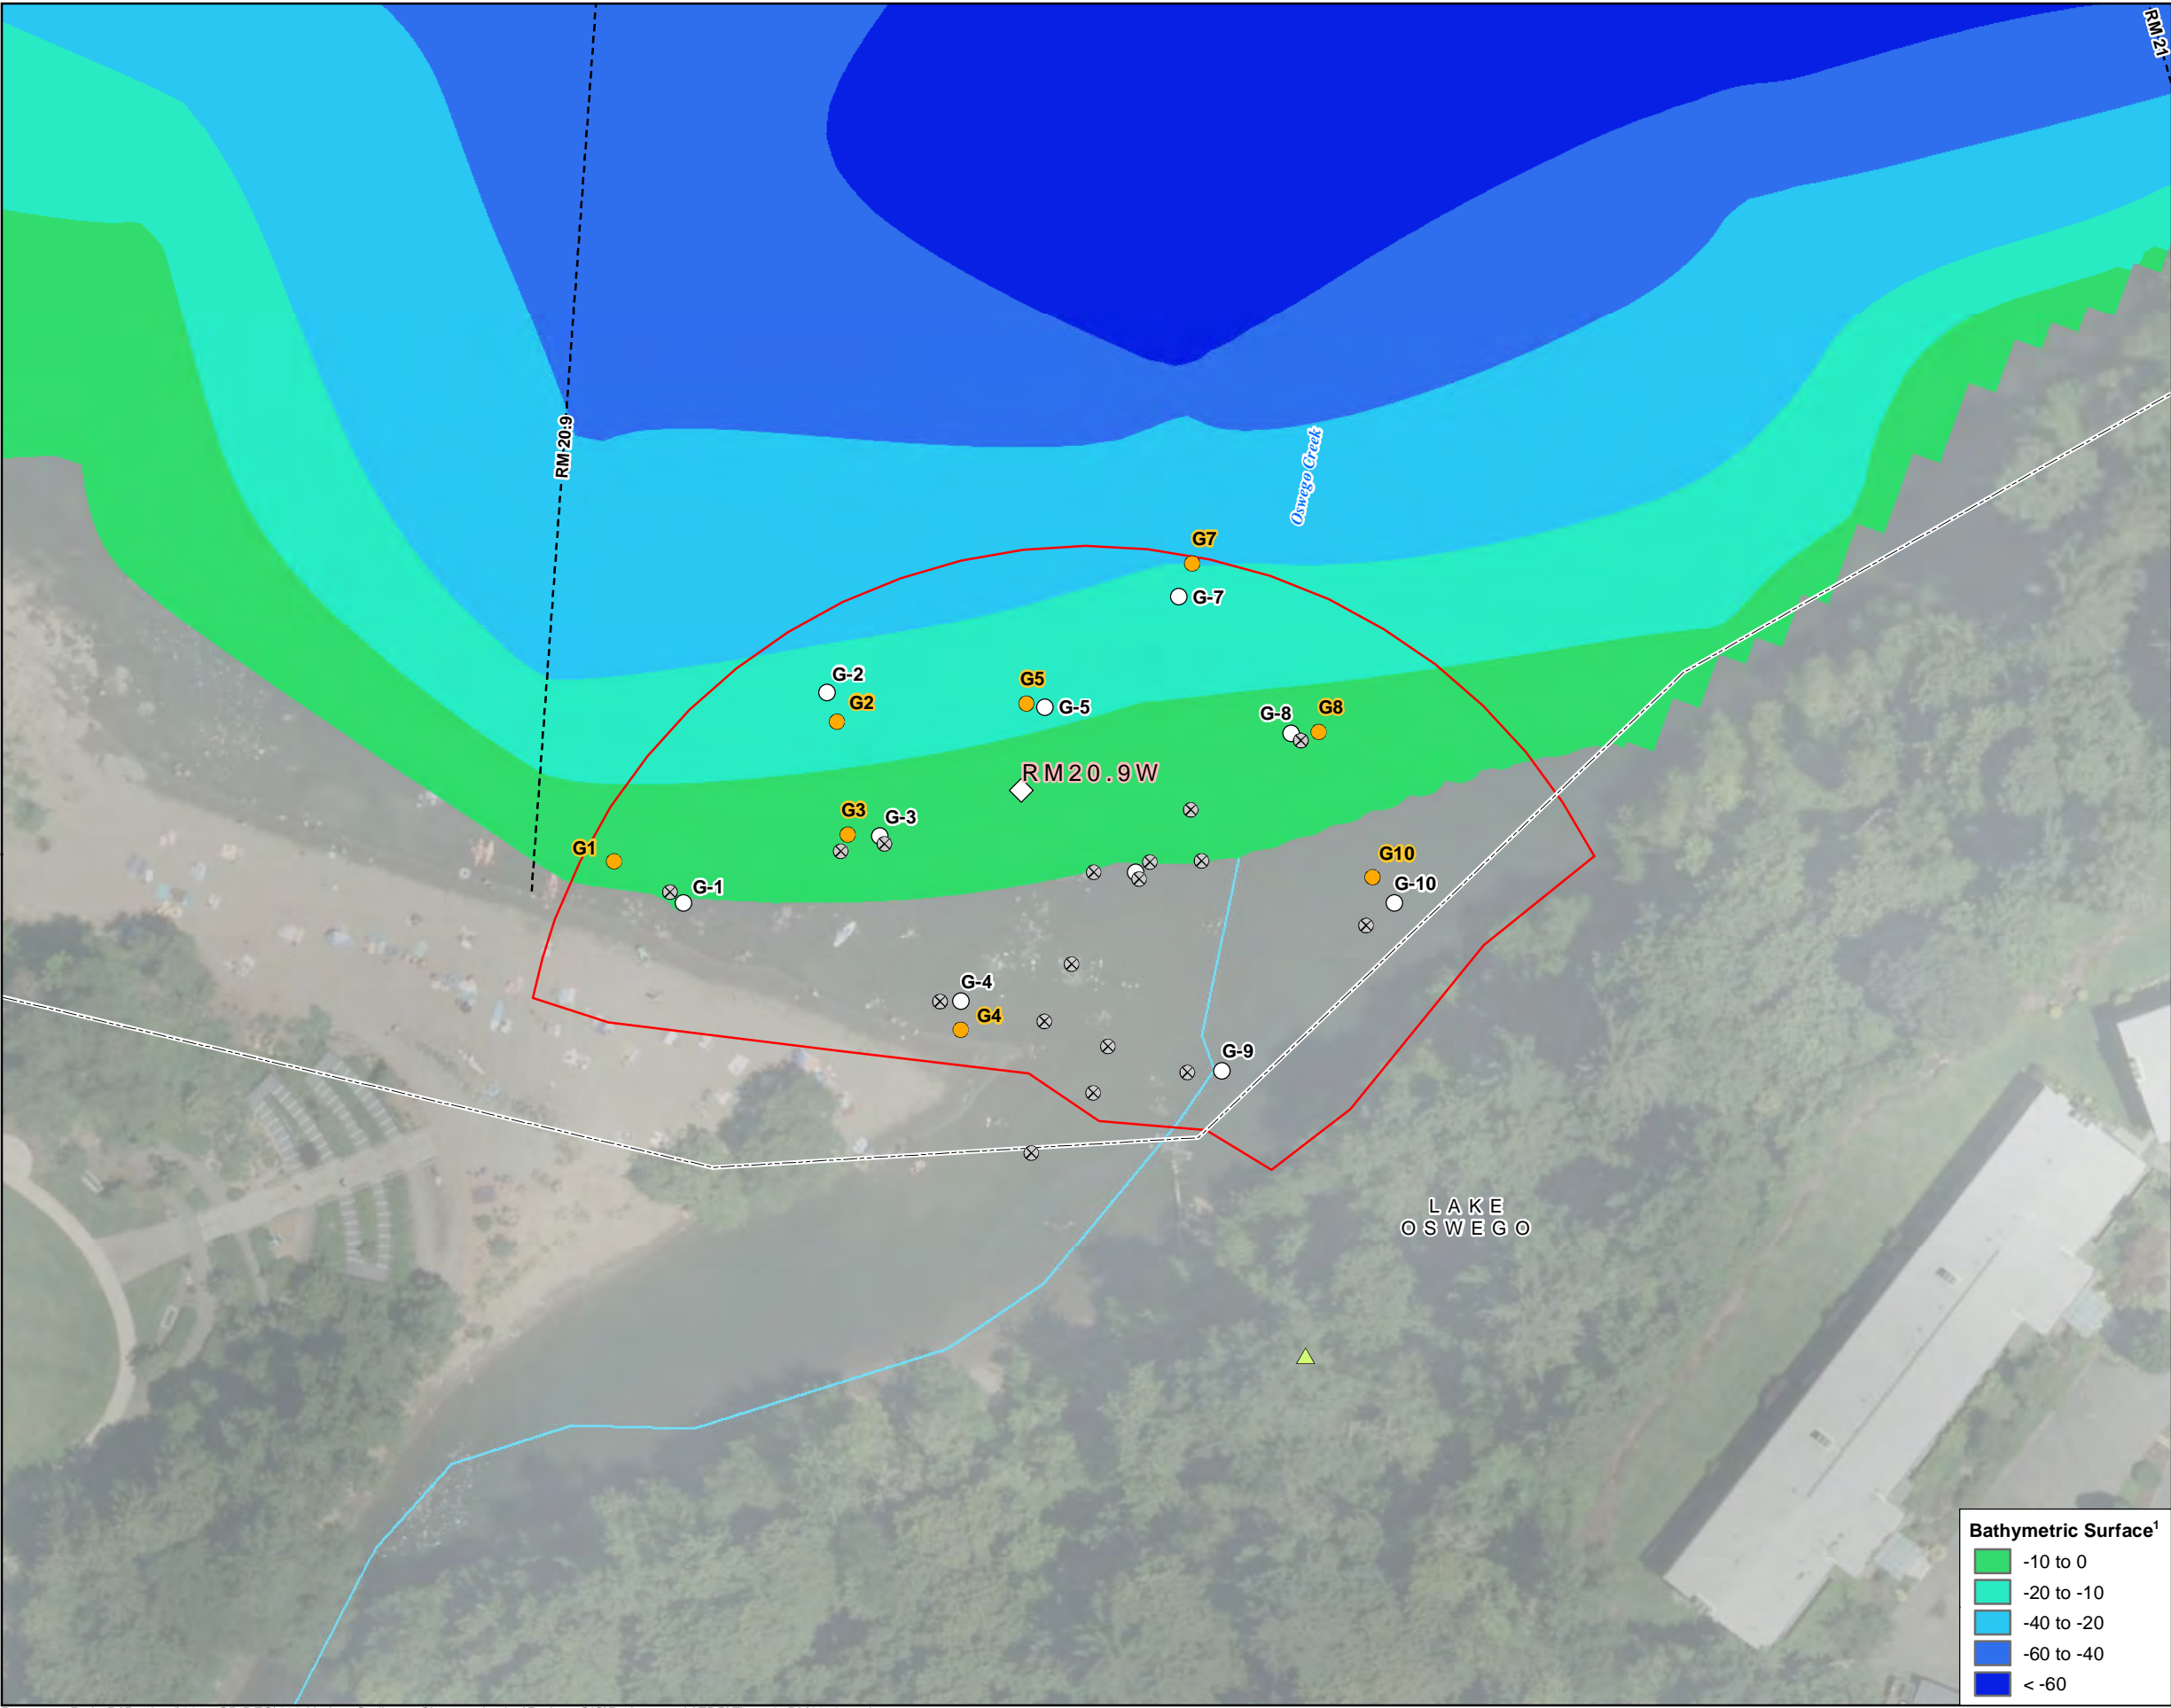 RM 21
RM 20.9
Oswego Creek
G7
G-7
G-2
G2
G5
G-5
G-8
G8
RM20.9W
G3
G-3
G1
G-1
G10
G-10
G-4
G4
G-9
LAKE
OSWEGO
Bathymetric Surface¹
-10 to 0
-20 to -10
-40 to -20
-60 to -40
< -60